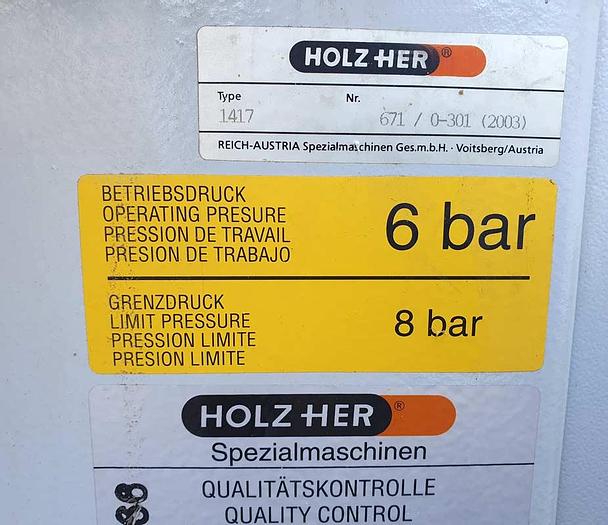 HOLZ-HER®
Type Nr.
1417 671 / 0-301 (2003)
REICH-AUSTRIA Spezialmaschinen Ges.m.b.H. · Voitsberg/Austria
BETRIEBSDRUCK
OPERATING PRESURE
PRESSION DE TRAVAIL
PRESION DE TRABAJO
6 bar
GRENZDRUCK
LIMIT PRESSURE
PRESSION LIMITE
PRESION LIMITE
8 bar
HOLZ-HER®
Spezialmaschinen
QUALITÄTSKONTROLLE
QUALITY CONTROL